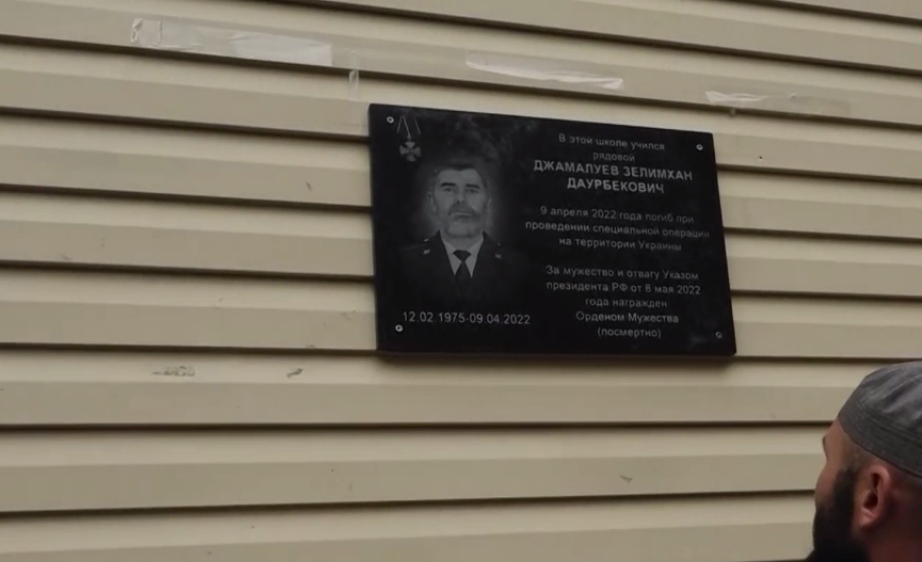 В этой школе учился
рядовой
ДЖАМАЛУЕВ ЗЕЛИМХАН
ДАУРБЕКОВИЧ
9 апреля 2022 года погиб при
проведении специальной операции
на территории Украины
За мужество и отвагу Указом
президента РФ от 8 мая 2022
года награжден
Орденом Мужества
(посмертно)
12.02.1975-09.04.2022